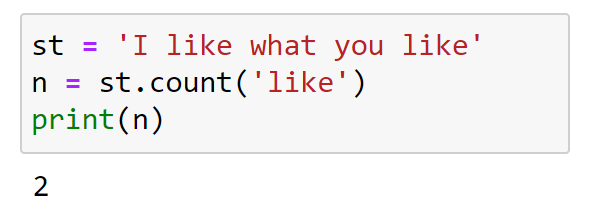 st = 'I like what you like'
n = st.count('like')
print(n)
2